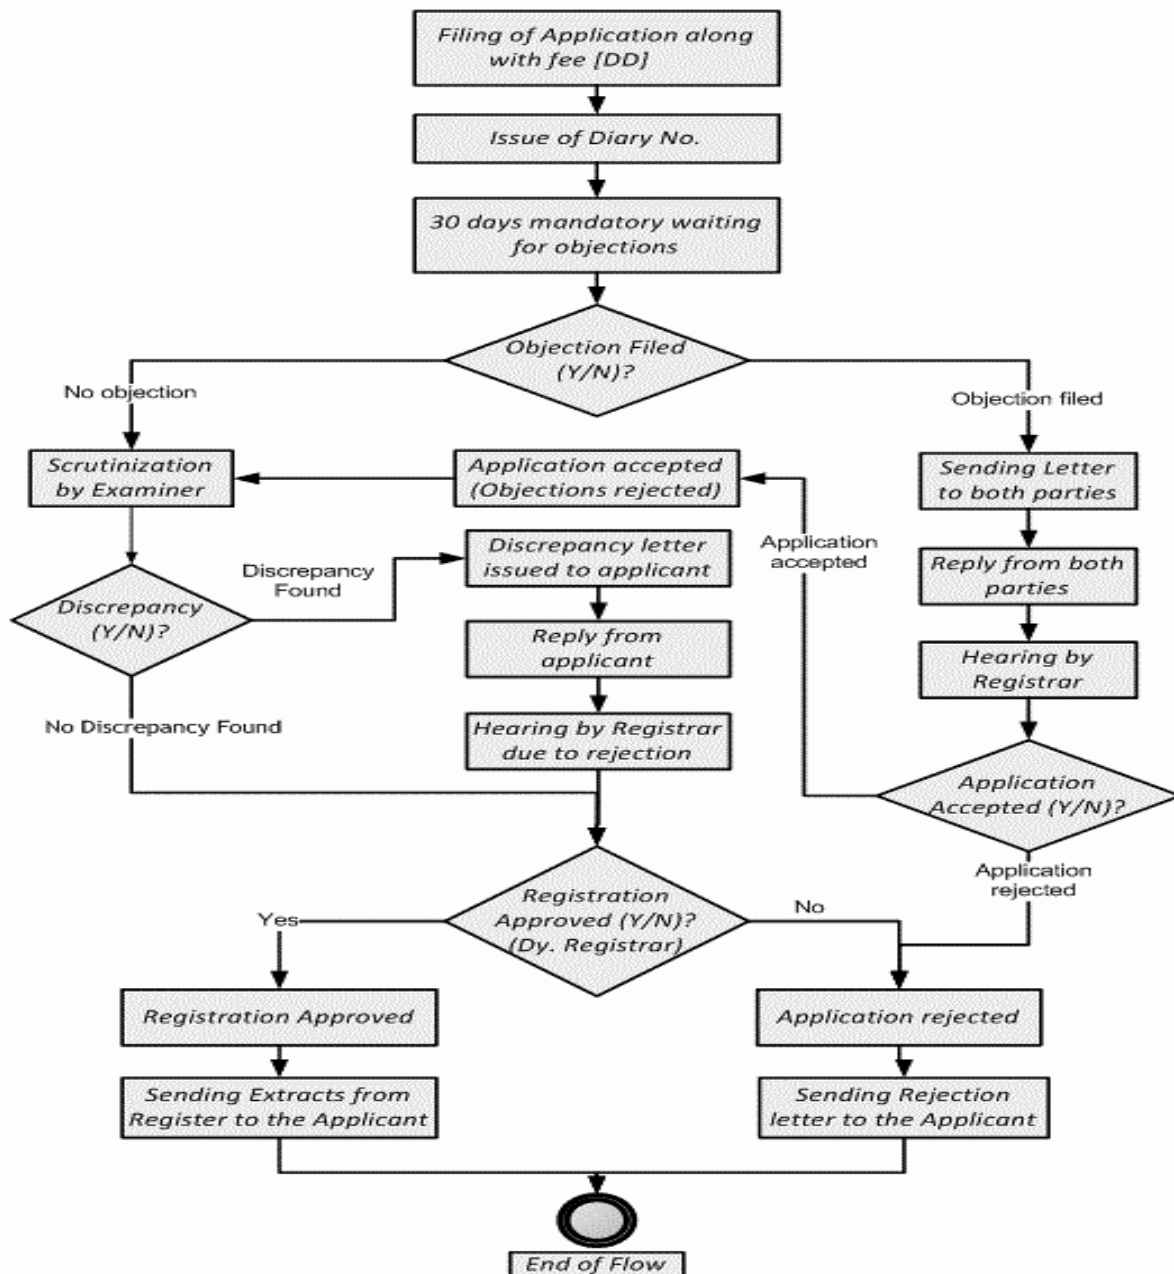 Filing of Application along
with fee [DD]
Issue of Diary No.
30 days mandatory waiting
for objections
Objection Filed
(Y/N)?
No objection
Objection filed
Scrutinization
by Examiner
Application accepted
(Objections rejected)
Sending Letter
to both parties
Discrepancy letter
issued to applicant
Application
accepted
Discrepancy
Found
Reply from both
parties
Discrepancy
(Y/N)?
Reply from
applicant
Hearing by
Registrar
No Discrepancy Found
Hearing by Registrar
due to rejection
Application
Accepted (Y/N)?
Application
rejected
Registration
Approved (Y/N)?
(Dy. Registrar)
Yes
No
Registration Approved
Application rejected
Sending Extracts from
Register to the Applicant
Sending Rejection
letter to the Applicant
End of Flow